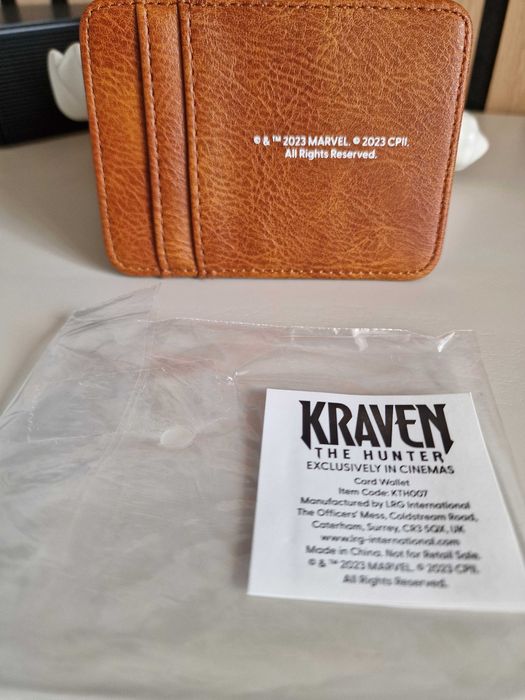 © & ™ 2023 MARVEL. © 2023 CPII.
All Rights Reserved.
KRAVEN
THE HUNTER
EXCLUSIVELY IN CINEMAS
Card Wallet
Item Code: KTH007
Manufactured by LRG International
The Officers' Mess, Coldstream Road,
Caterham, Surrey, CR3 5QX, UK
www.lrg-international.com
Made in China. Not for Retail Sale.
© & ™ 2023 MARVEL. © 2023 CPII.
All Rights Reserved.